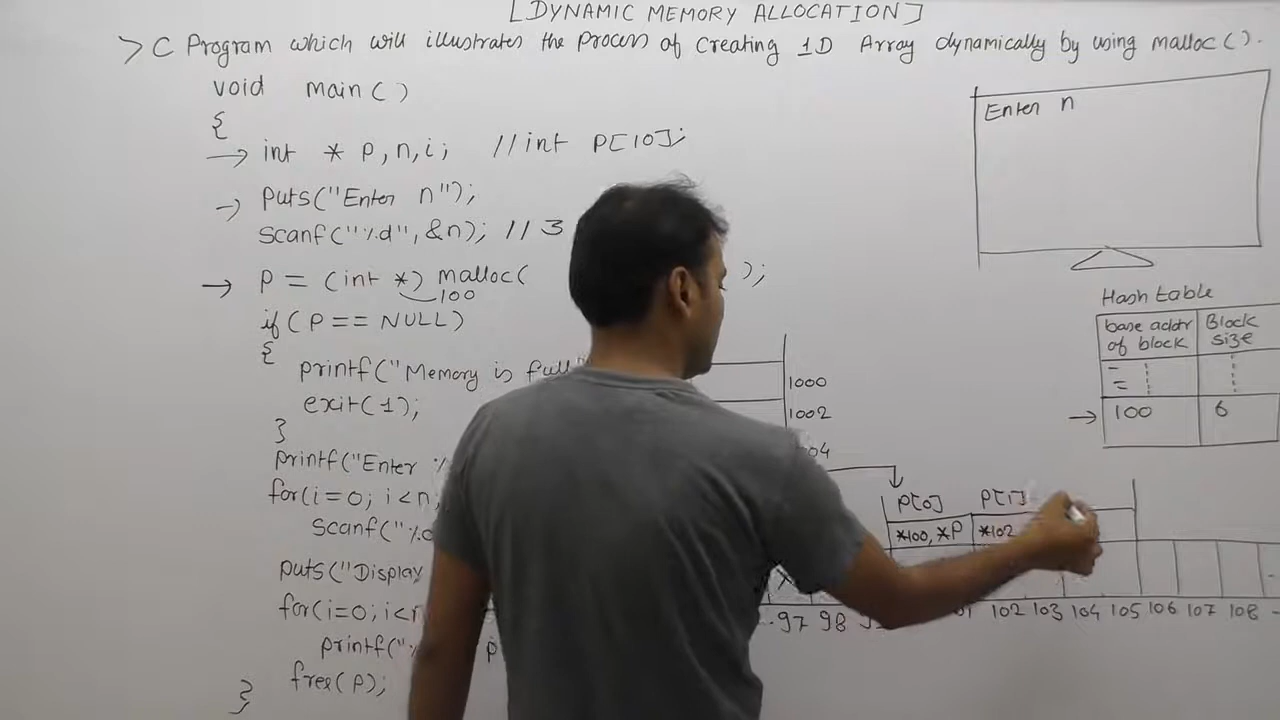 [DYNAMIC MEMORY ALLOCATION]
> C Program which will illustrates the process of creating 1D Array dynamically by using malloc().
void main()
{
→ int * p,n,i; //int p[10];
→ puts("Enter n");
scanf("%d",&n); //3
→ p = (int *) malloc( );
100
if(p == NULL)
{
printf("Memory is full"
exit(1);
}
printf("Enter %
for(i=0; i<n;
scanf("%d
puts("Display
for(i=0;i<n
printf("%
p
free(p);
}
Enter n
Hash table
base addr of block
Block size
→ 100 6
1000
1002
04
p[0] p[1]
*100, *p *102
97 98 01 102 103 104 105 106 107 108